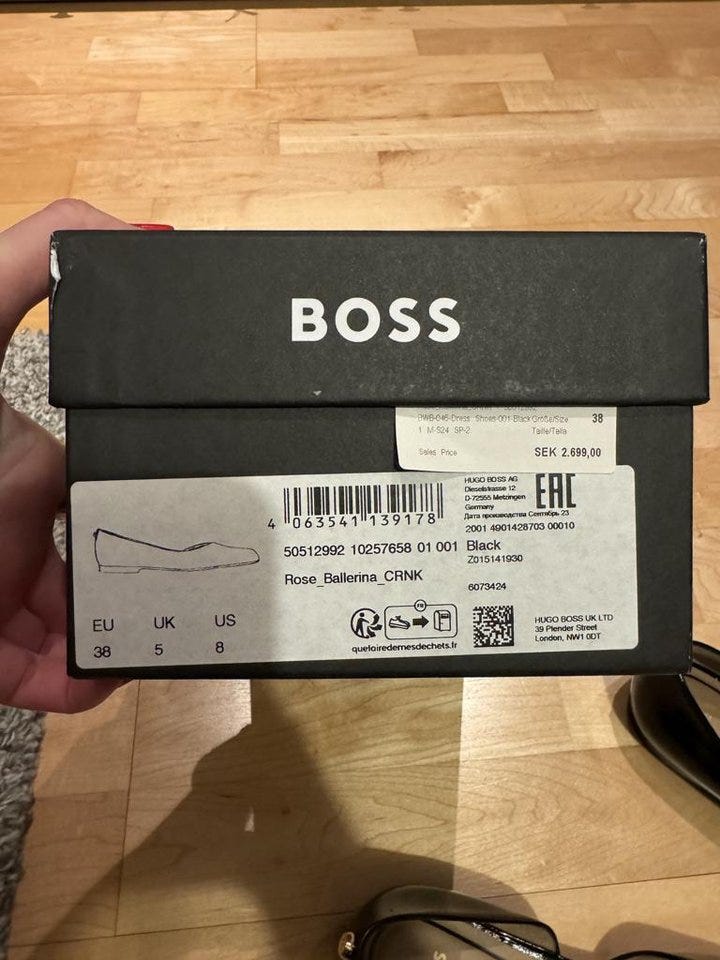 BOSS
BWB-046-Dress Shoes-001-Black Größe/Size 38
1 M-S24 SP-2 Taille/Talla
Sales Price SEK 2.699,00
4 063541 139178
50512992 10257658 01 001 Black
Rose_Ballerina_CRNK
HUGO BOSS AG
Dieselstrasse 12
D-72555 Metzingen
Germany
EAC
Дата производства Сентябрь 23
2001 4901428703 00010
Z015141930
6073424
EU UK US
38 5 8
FR
quefairedemesdechets.fr
HUGO BOSS UK LTD
39 Plender Street
London, NW1 0DT